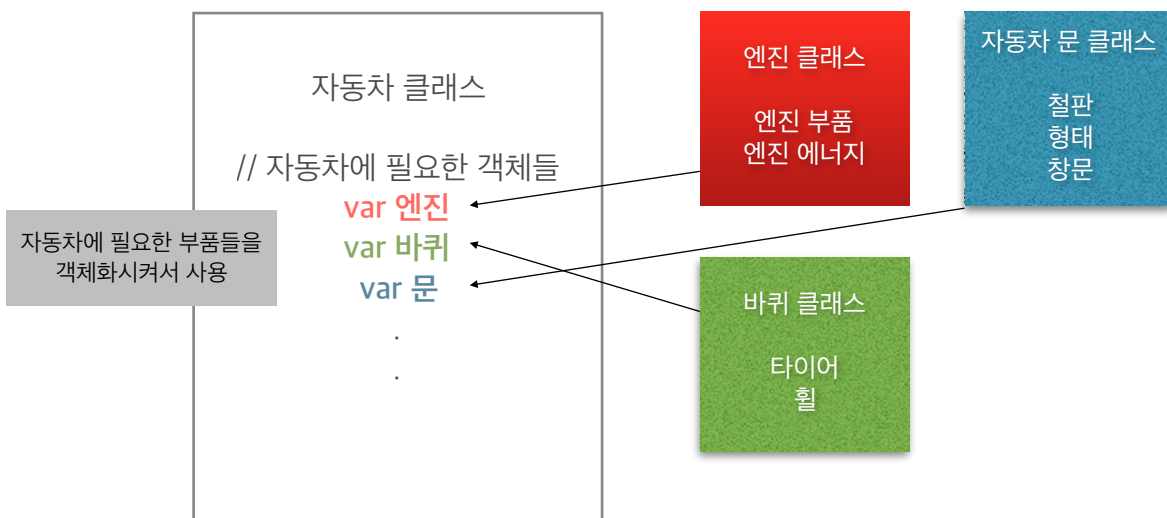 자동차 클래스
// 자동차에 필요한 객체들
var 엔진
var 바퀴
var 문
.
.
자동차에 필요한 부품들을
객체화시켜서 사용
엔진 클래스
엔진 부품
엔진 에너지
자동차 문 클래스
철판
형태
창문
바퀴 클래스
타이어
휠